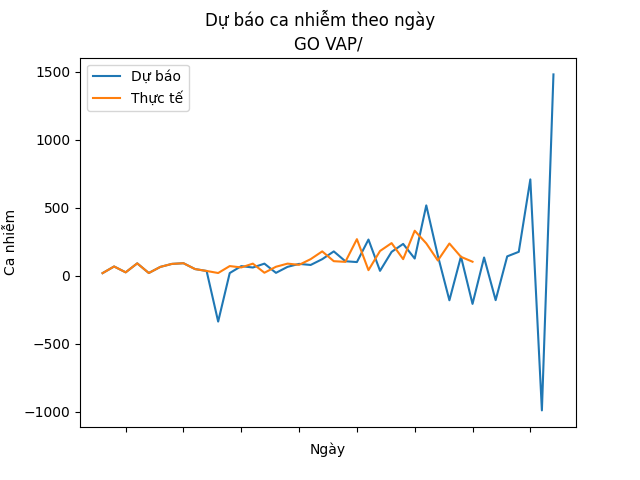 Dự báo ca nhiễm theo ngày
GO VAP/
Dự báo
Thực tế
1500
1000
500
0
−500
−1000
Ca nhiễm
Ngày